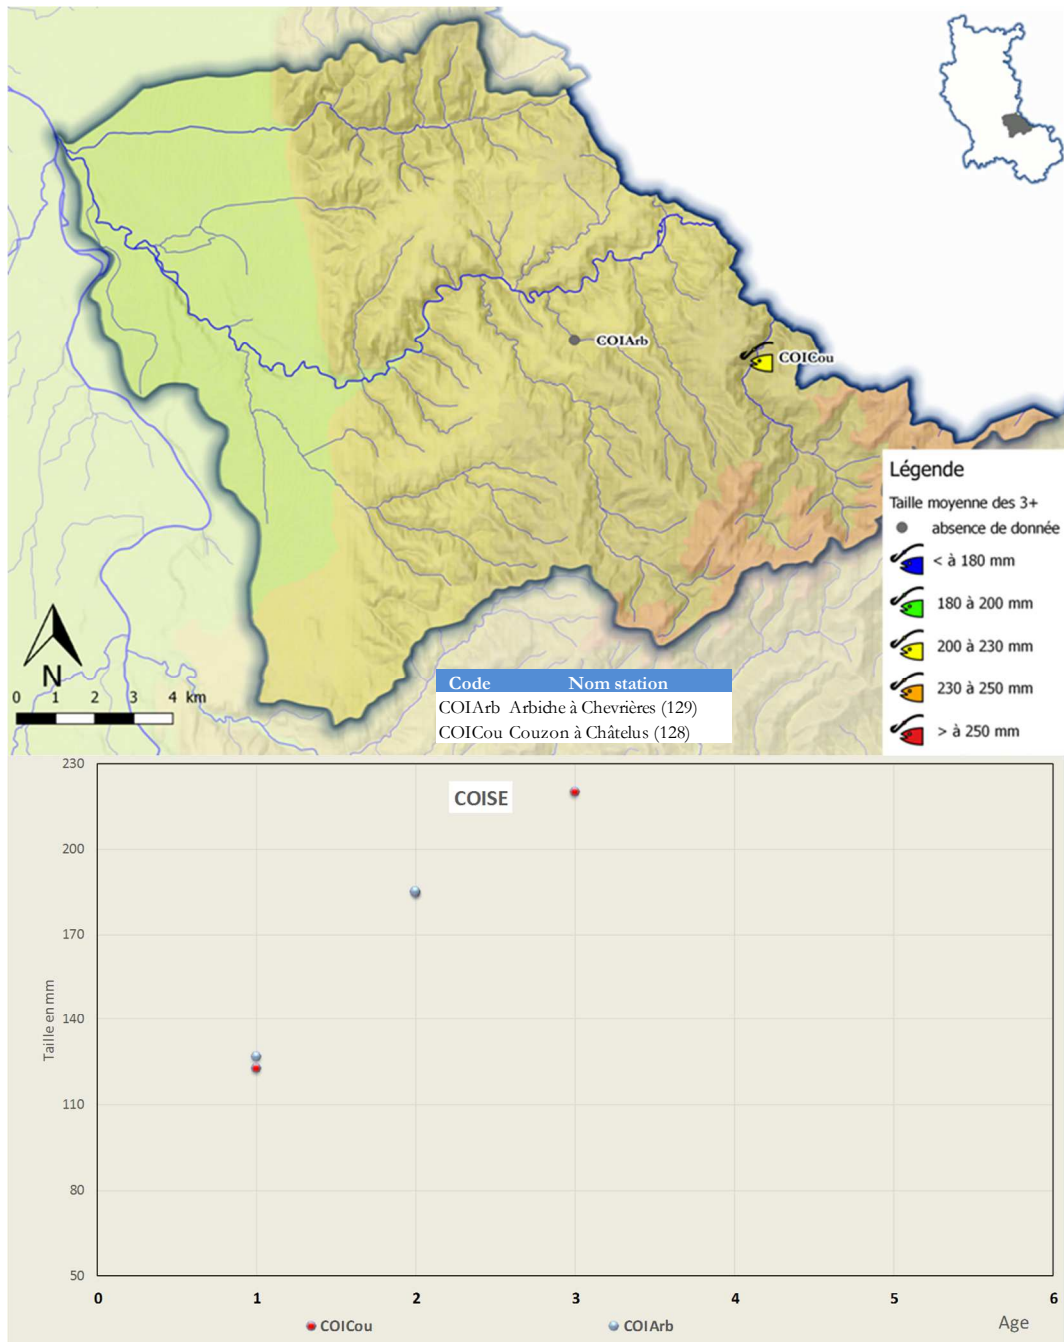 COIArb
COICou
Légende
Taille moyenne des 3+
absence de donnée
< à 180 mm
180 à 200 mm
200 à 230 mm
230 à 250 mm
> à 250 mm
N
0 1 2 3 4 km
Code Nom station
COIArb Arbiche à Chevrières (129)
COICou Couzon à Châtelus (128)
COISE
230
200
170
140
110
80
50
Taille en mm
0 1 2 3 4 5 6
Age
COICou COIArb